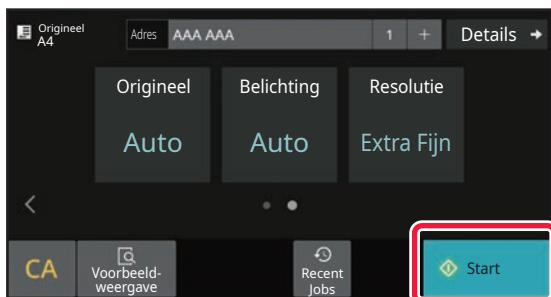 Origineel
A4
Adres AAA AAA 1 + Details
Origineel Belichting Resolutie
Auto Auto Extra Fijn
CA
Voorbeeld-
weergave
Recent
Jobs
Start